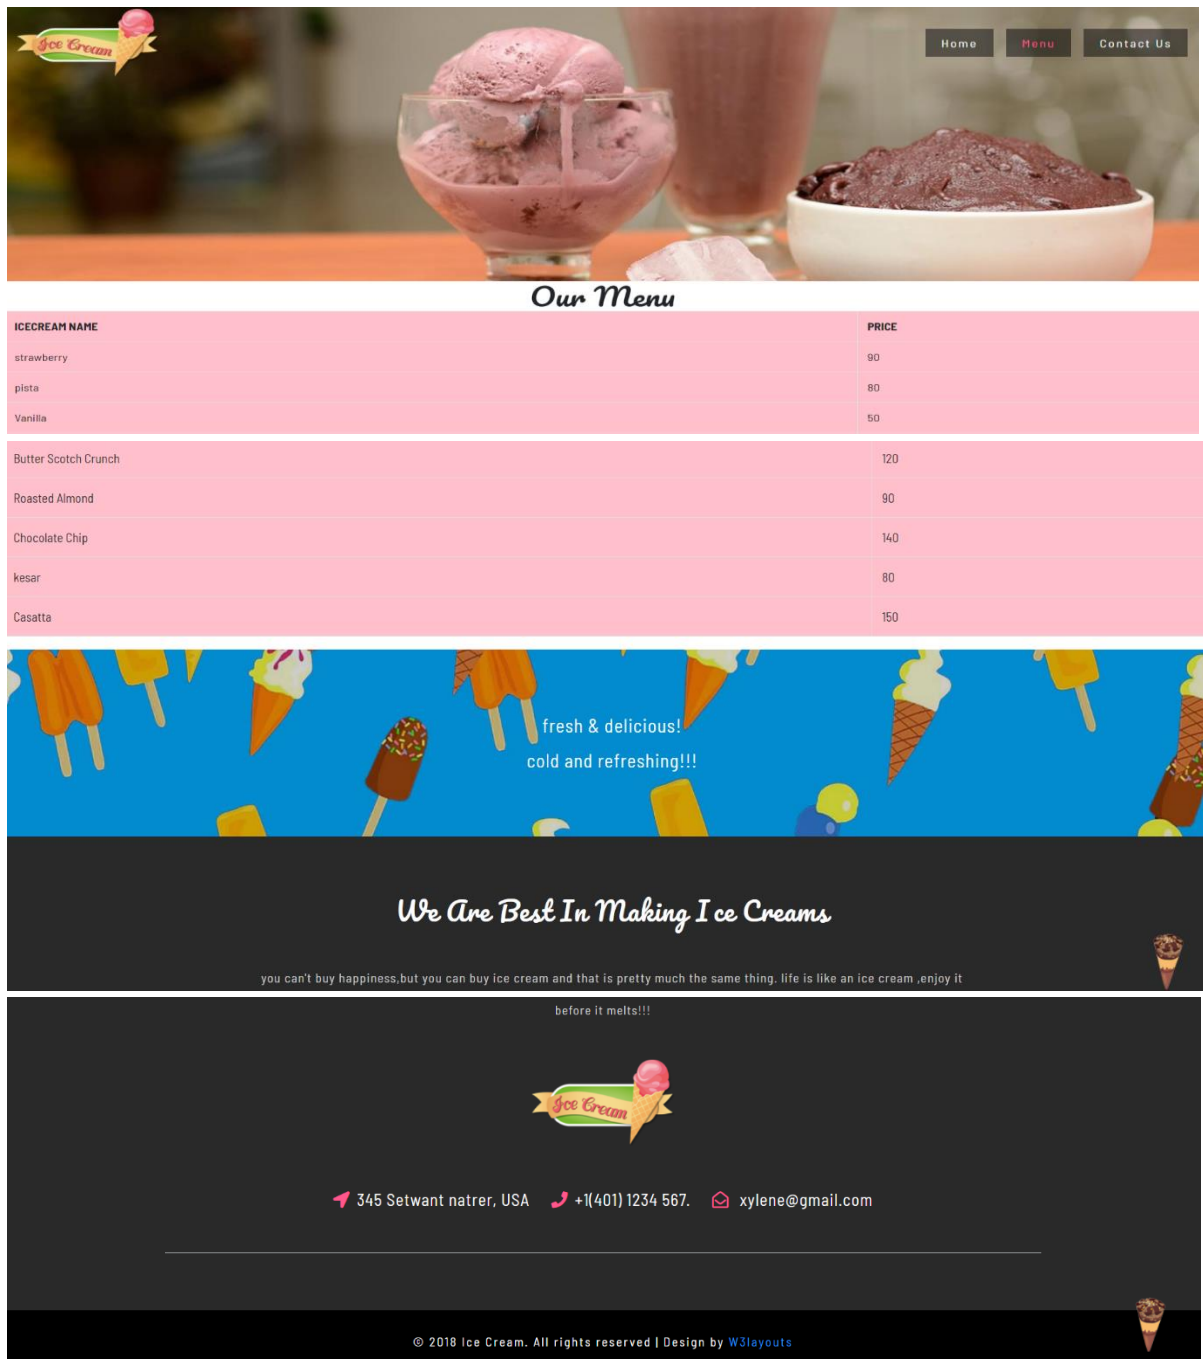 Ice Cream
Home Menu Contact Us
Our Menu
ICECREAM NAME PRICE
strawberry 90
pista 80
Vanilla 50
Butter Scotch Crunch 120
Roasted Almond 90
Chocolate Chip 140
kesar 80
Casatta 150
fresh & delicious!
cold and refreshing!!!
We Are Best In Making I ce Creams
you can't buy happiness,but you can buy ice cream and that is pretty much the same thing. life is like an ice cream ,enjoy it
before it melts!!!
Ice Cream
345 Setwant natrer, USA +1(401) 1234 567. xylene@gmail.com
© 2018 Ice Cream. All rights reserved | Design by W3layouts